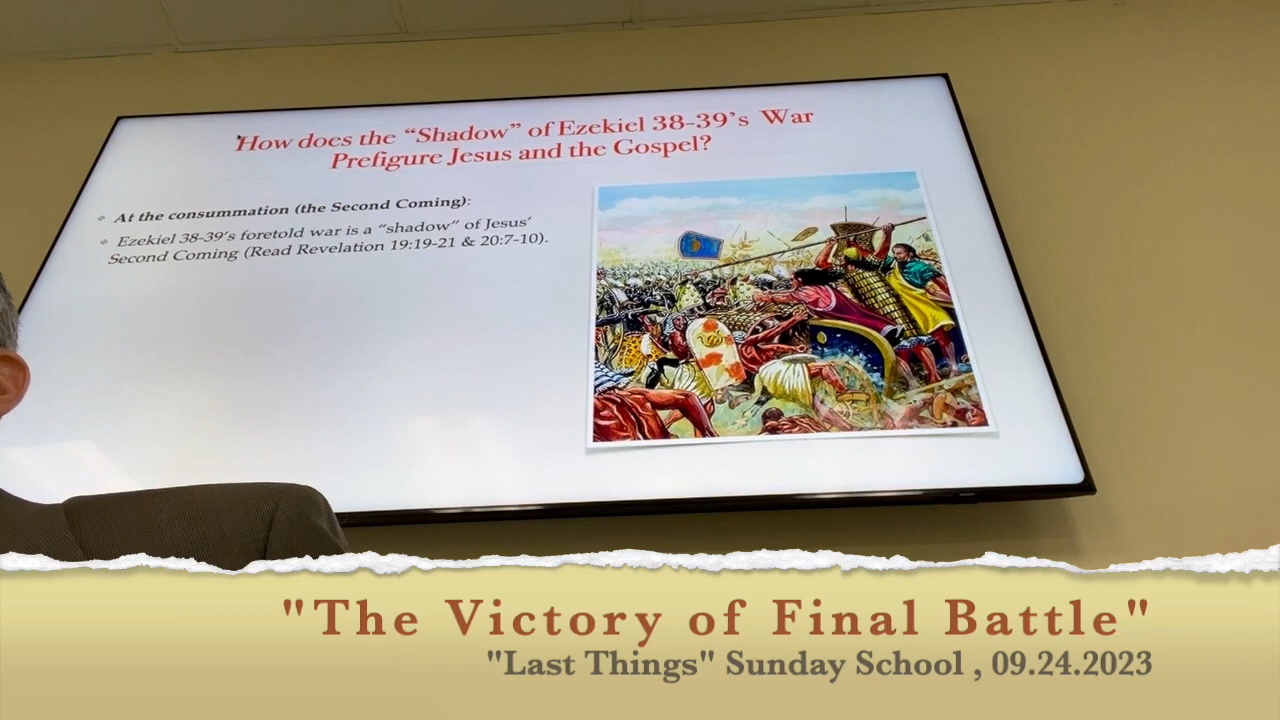 How does the “Shadow” of Ezekiel 38-39’s War
Prefigure Jesus and the Gospel?
At the consummation (the Second Coming):
Ezekiel 38-39’s foretold war is a “shadow” of Jesus’
Second Coming (Read Revelation 19:19-21 & 20:7-10).
"The Victory of Final Battle"
"Last Things" Sunday School , 09.24.2023